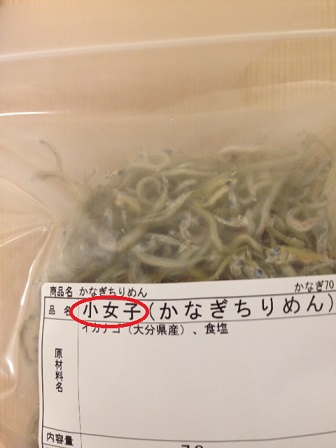 商品名 かなぎちりめん かなぎ70
品 名 小女子(かなぎちりめん)
原材料名 イカナゴ(大分県産)、食塩
内容量